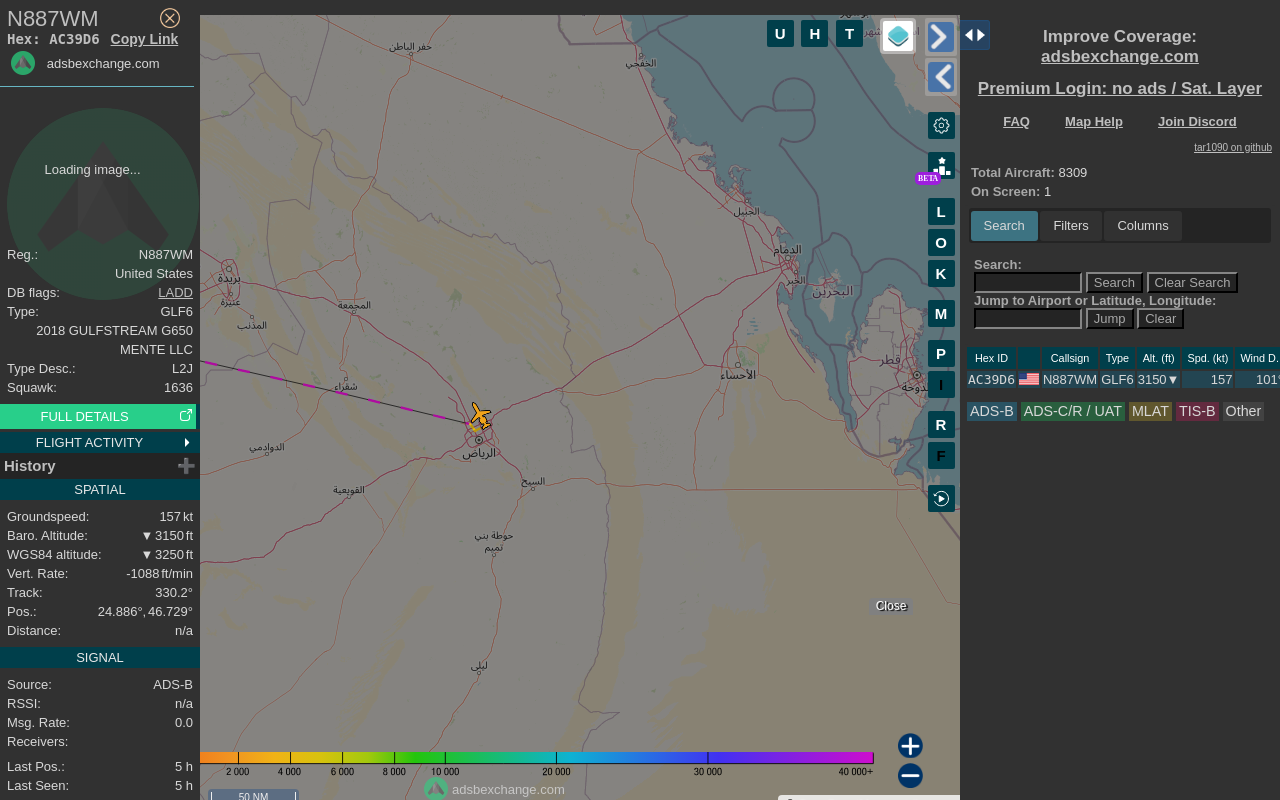 N887WM
Hex: AC39D6 Copy Link
adsbexchange.com
Loading image...
Reg.: N887WM
United States
DB flags: LADD
Type: GLF6
2018 GULFSTREAM G650
MENTE LLC
Type Desc.: L2J
Squawk: 1636
FULL DETAILS
FLIGHT ACTIVITY
History
SPATIAL
Groundspeed: 157 kt
Baro. Altitude: ▼ 3150 ft
WGS84 altitude: ▼ 3250 ft
Vert. Rate: -1088 ft/min
Track: 330.2°
Pos.: 24.886°, 46.729°
Distance: n/a
SIGNAL
Source: ADS-B
RSSI: n/a
Msg. Rate: 0.0
Receivers:
Last Pos.: 5 h
Last Seen: 5 h
حفر الباطن
الخفجي
الجبيل
الدمام
الخبر
البحرين
بريدة
عنيزة
المذنب
المجمعة
شقراء
قطر
الدوحة
الأحساء
الدوادمي
الرياض
القويعية
السيح
حوطة بني
تميم
ليلى
U H T
BETA
L
O
K
M
P
I
R
F
Close
2 000 4 000 6 000 8 000 10 000 20 000 30 000 40 000+
adsbexchange.com
50 NM
Improve Coverage:
adsbexchange.com
Premium Login: no ads / Sat. Layer
FAQ Map Help Join Discord
tar1090 on github
Total Aircraft: 8309
On Screen: 1
Search Filters Columns
Search:
Search Clear Search
Jump to Airport or Latitude, Longitude:
Jump Clear
Hex ID Callsign Type Alt. (ft) Spd. (kt) Wind D.
AC39D6 N887WM GLF6 3150▼ 157 101°
ADS-B ADS-C/R / UAT MLAT TIS-B Other